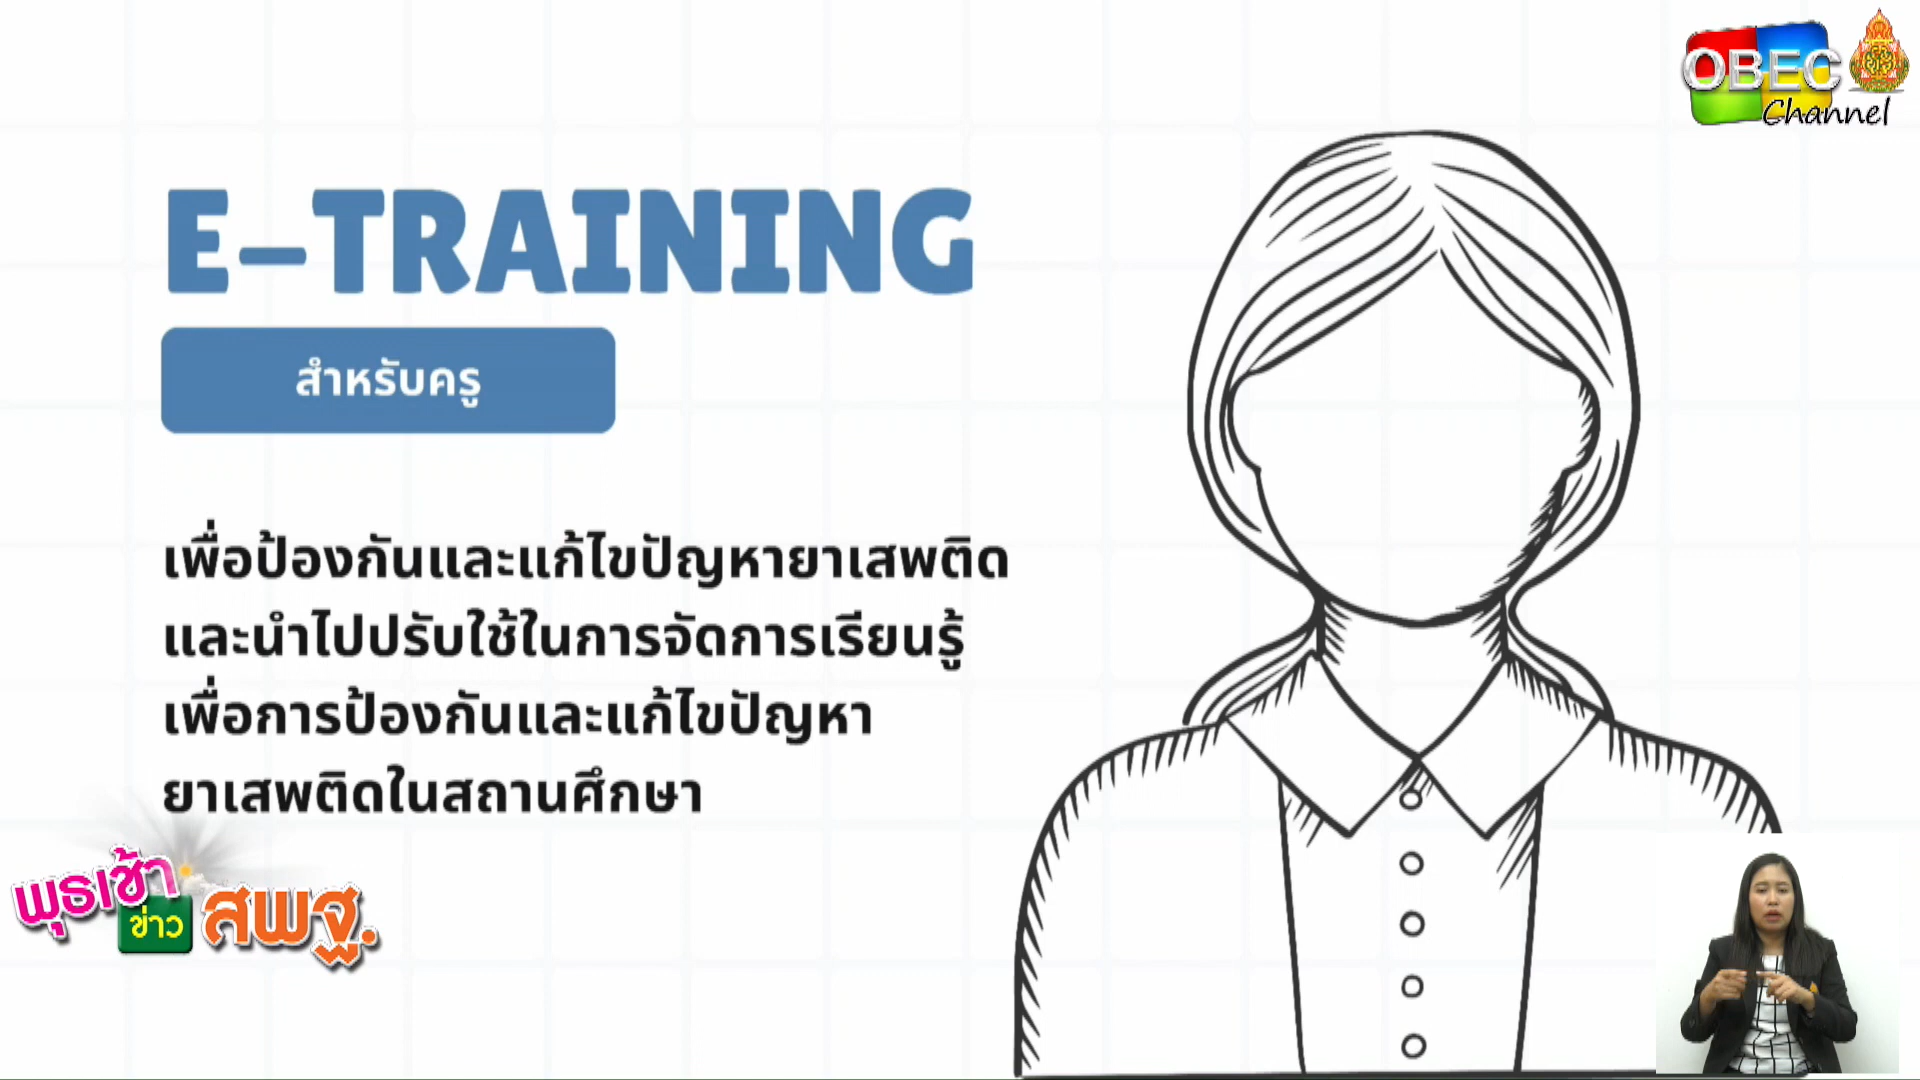 OBEC
Channel
E-TRAINING
สำหรับครู
เพื่อป้องกันและแก้ไขปัญหายาเสพติด
และนำไปปรับใช้ในการจัดการเรียนรู้
เพื่อการป้องกันและแก้ไขปัญหา
ยาเสพติดในสถานศึกษา
พุธเช้า
ข่าว สพฐ.